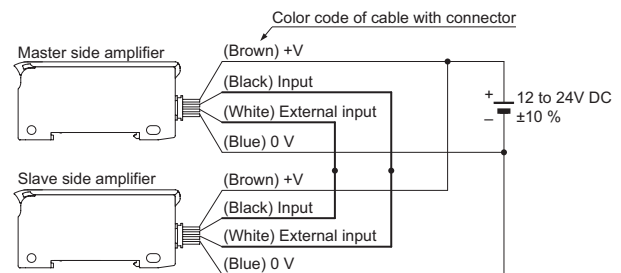 Color code of cable with connector
Master side amplifier
(Brown) +V
(Black) Input
(White) External input
(Blue) 0 V
+
–
12 to 24V DC
±10 %
Slave side amplifier
(Brown) +V
(Black) Input
(White) External input
(Blue) 0 V